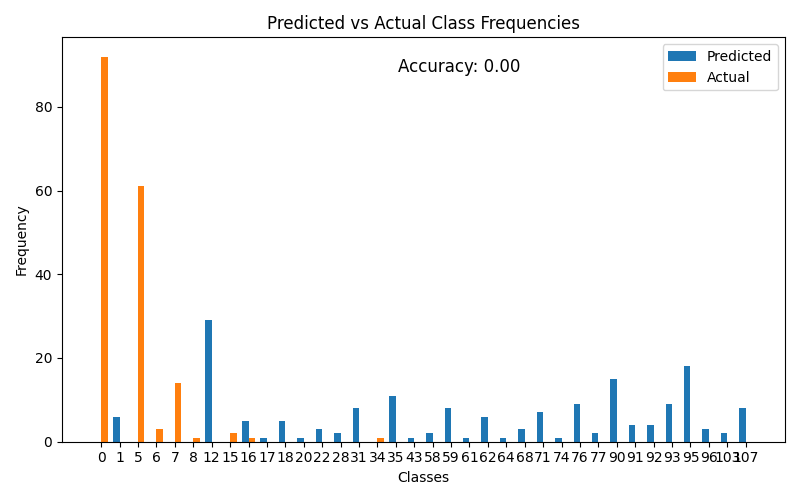 Predicted vs Actual Class Frequencies
Accuracy: 0.00
Predicted
Actual
Frequency
80
60
40
20
0
0 1 5 6 7 8 12 15 16 17 18 20 22 28 31 34 35 43 58 59 61 62 64 68 71 74 76 77 90 91 92 93 95 96 103 107
Classes